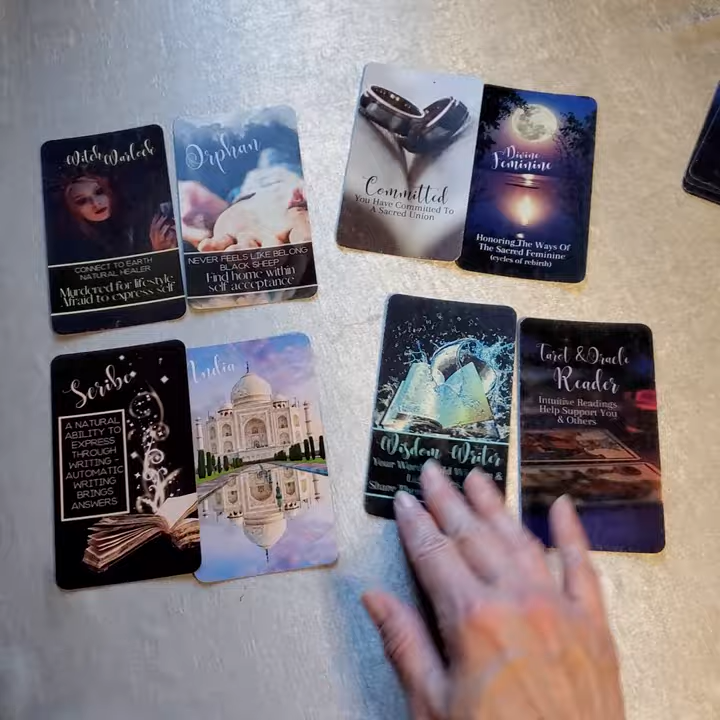 Witch Warlock
CONNECT TO EARTH
NATURAL HEALER
Murdered for lifestyle
Afraid to express self
Orphan
NEVER FEELS LIKE BELONG
BLACK SHEEP
Find home within
self acceptance
Committed
You Have Committed To
A Sacred Union
Divine
Feminine
Honoring The Ways Of
The Sacred Feminine
(cycles of rebirth)
Scribe
A NATURAL
ABILITY TO
EXPRESS
THROUGH
WRITING -
AUTOMATIC
WRITING
BRINGS
ANSWERS
India
Wisdom Writer
Your Words &
Share
Tarot & Oracle
Reader
Intuitive Readings
Help Support You
& Others